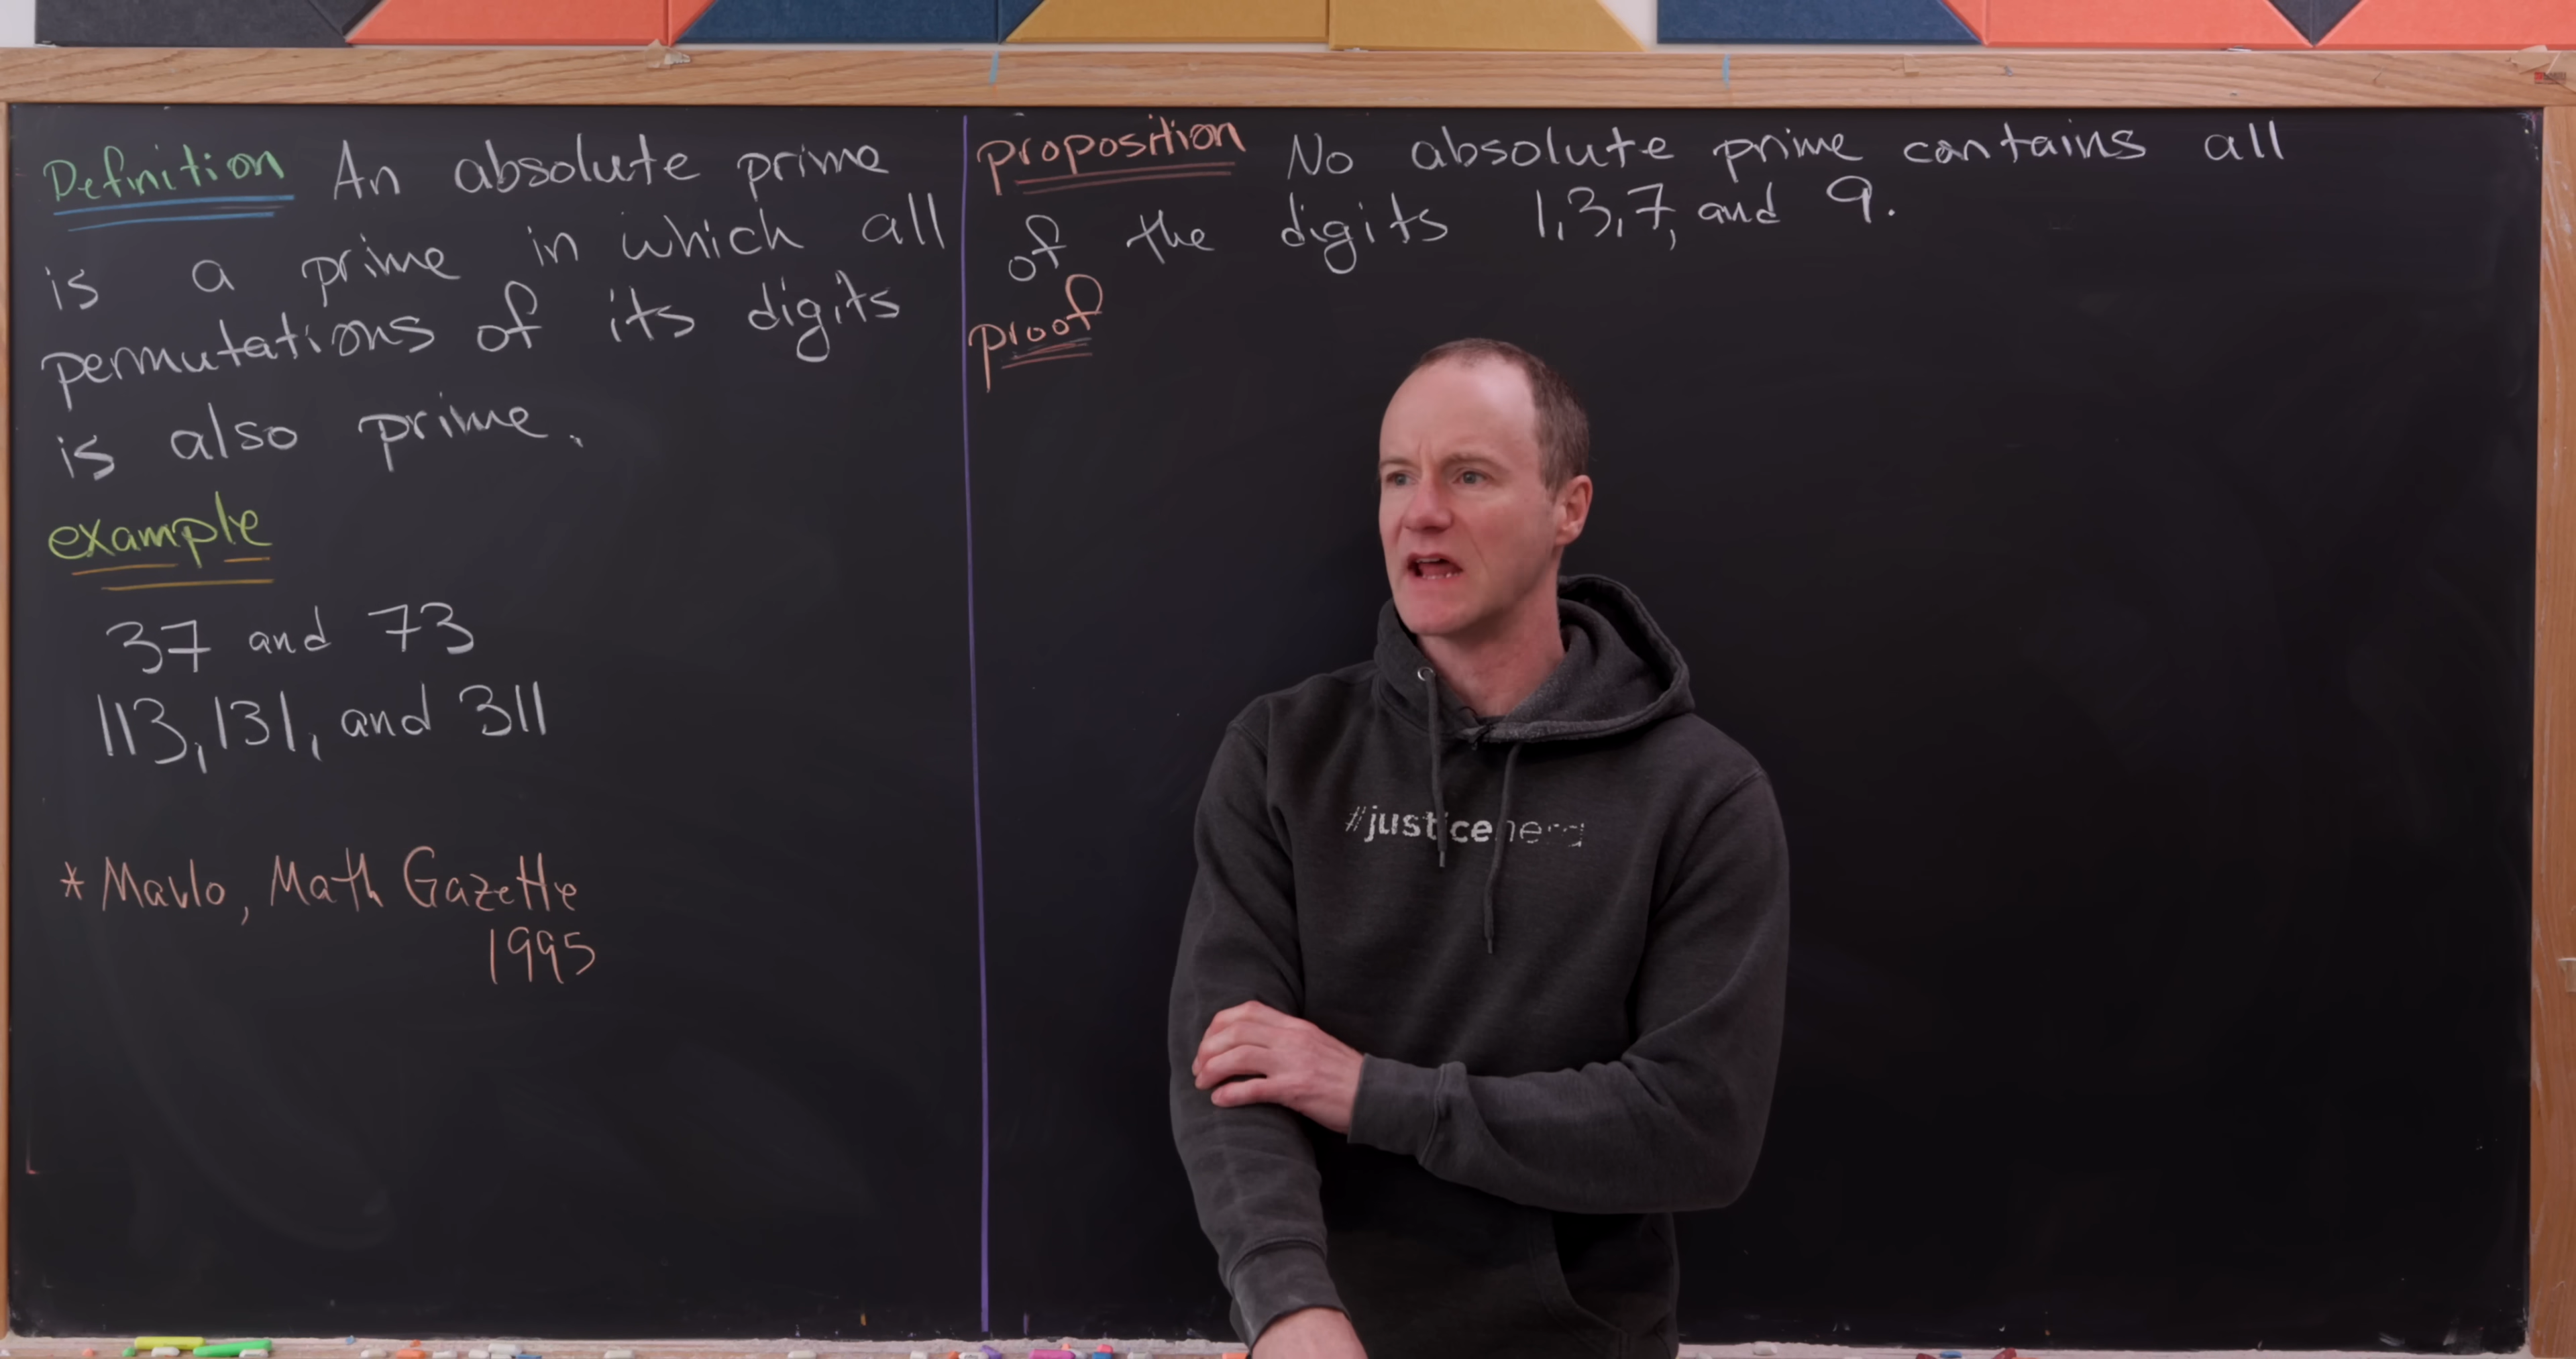 Definition An absolute prime
is a prime in which all
permutations of its digits
is also prime.
example
37 and 73
113, 131, and 311
* Mavlo, Math Gazette
1995
proposition No absolute prime contains all
of the digits 1, 3, 7, and 9.
proof
#justicenerd